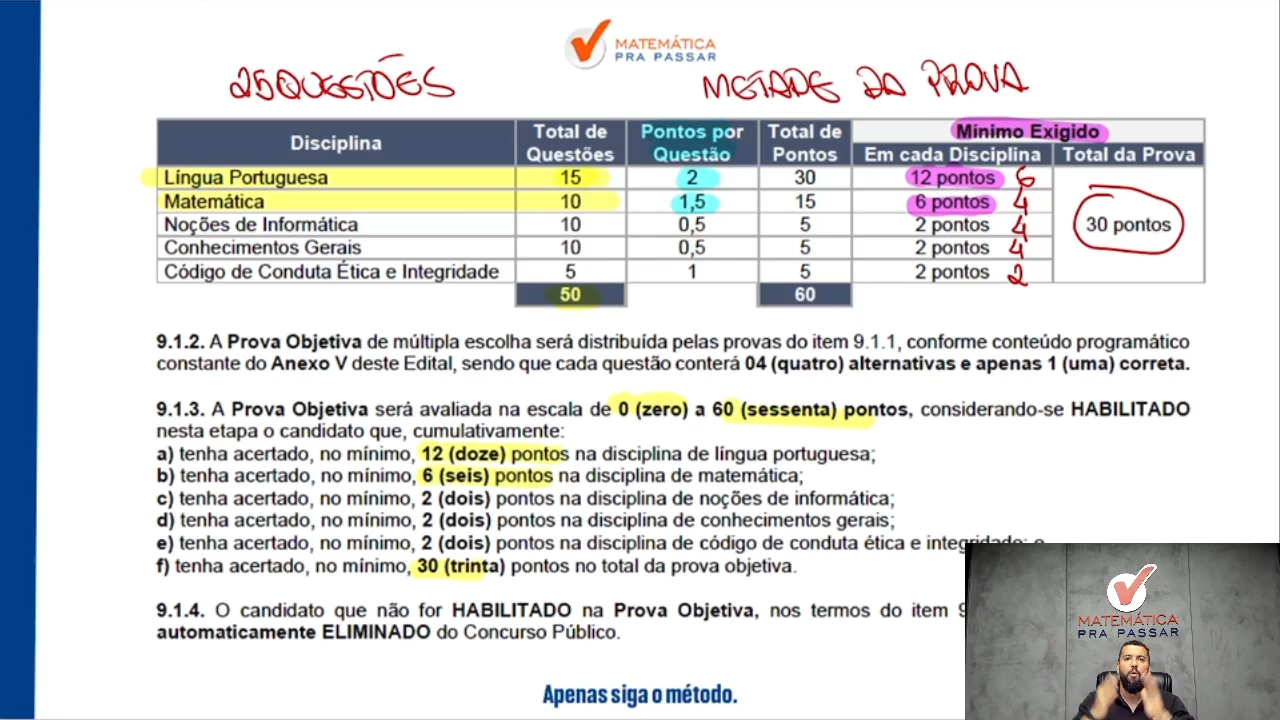 MATEMÁTICA
PRA PASSAR
25 QUESTÕES METADE DA PROVA
Disciplina Total de Questões Pontos por Questão Total de Pontos Mínimo Exigido
Em cada Disciplina Total da Prova
Língua Portuguesa 15 2 30 12 pontos 6
Matemática 10 1,5 15 6 pontos 4
30 pontos
Noções de Informática 10 0,5 5 2 pontos 4
Conhecimentos Gerais 10 0,5 5 2 pontos 4
Código de Conduta Ética e Integridade 5 1 5 2 pontos 2
50 60
9.1.2. A Prova Objetiva de múltipla escolha será distribuída pelas provas do item 9.1.1, conforme conteúdo programático
constante do Anexo V deste Edital, sendo que cada questão conterá 04 (quatro) alternativas e apenas 1 (uma) correta.
9.1.3. A Prova Objetiva será avaliada na escala de 0 (zero) a 60 (sessenta) pontos, considerando-se HABILITADO
nesta etapa o candidato que, cumulativamente:
a) tenha acertado, no mínimo, 12 (doze) pontos na disciplina de língua portuguesa;
b) tenha acertado, no mínimo, 6 (seis) pontos na disciplina de matemática;
c) tenha acertado, no mínimo, 2 (dois) pontos na disciplina de noções de informática;
d) tenha acertado, no mínimo, 2 (dois) pontos na disciplina de conhecimentos gerais;
e) tenha acertado, no mínimo, 2 (dois) pontos na disciplina de código de conduta ética e
f) tenha acertado, no mínimo, 30 (trinta) pontos no total da prova objetiva.
9.1.4. O candidato que não for HABILITADO na Prova Objetiva, nos termos do item
automaticamente ELIMINADO do Concurso Público.
MATEMÁTICA
PRA PASSAR
Apenas siga o método.